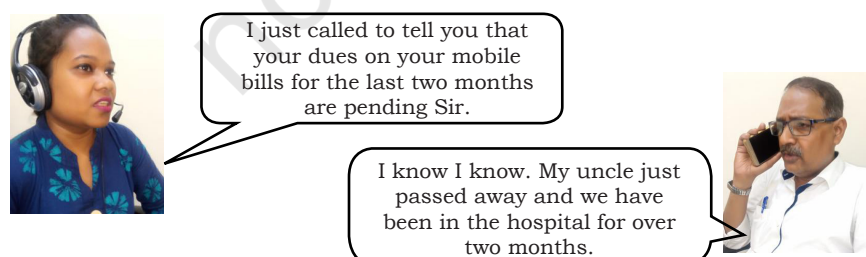 I just called to tell you that
your dues on your mobile
bills for the last two months
are pending Sir.
I know I know. My uncle just
passed away and we have
been in the hospital for over
two months.